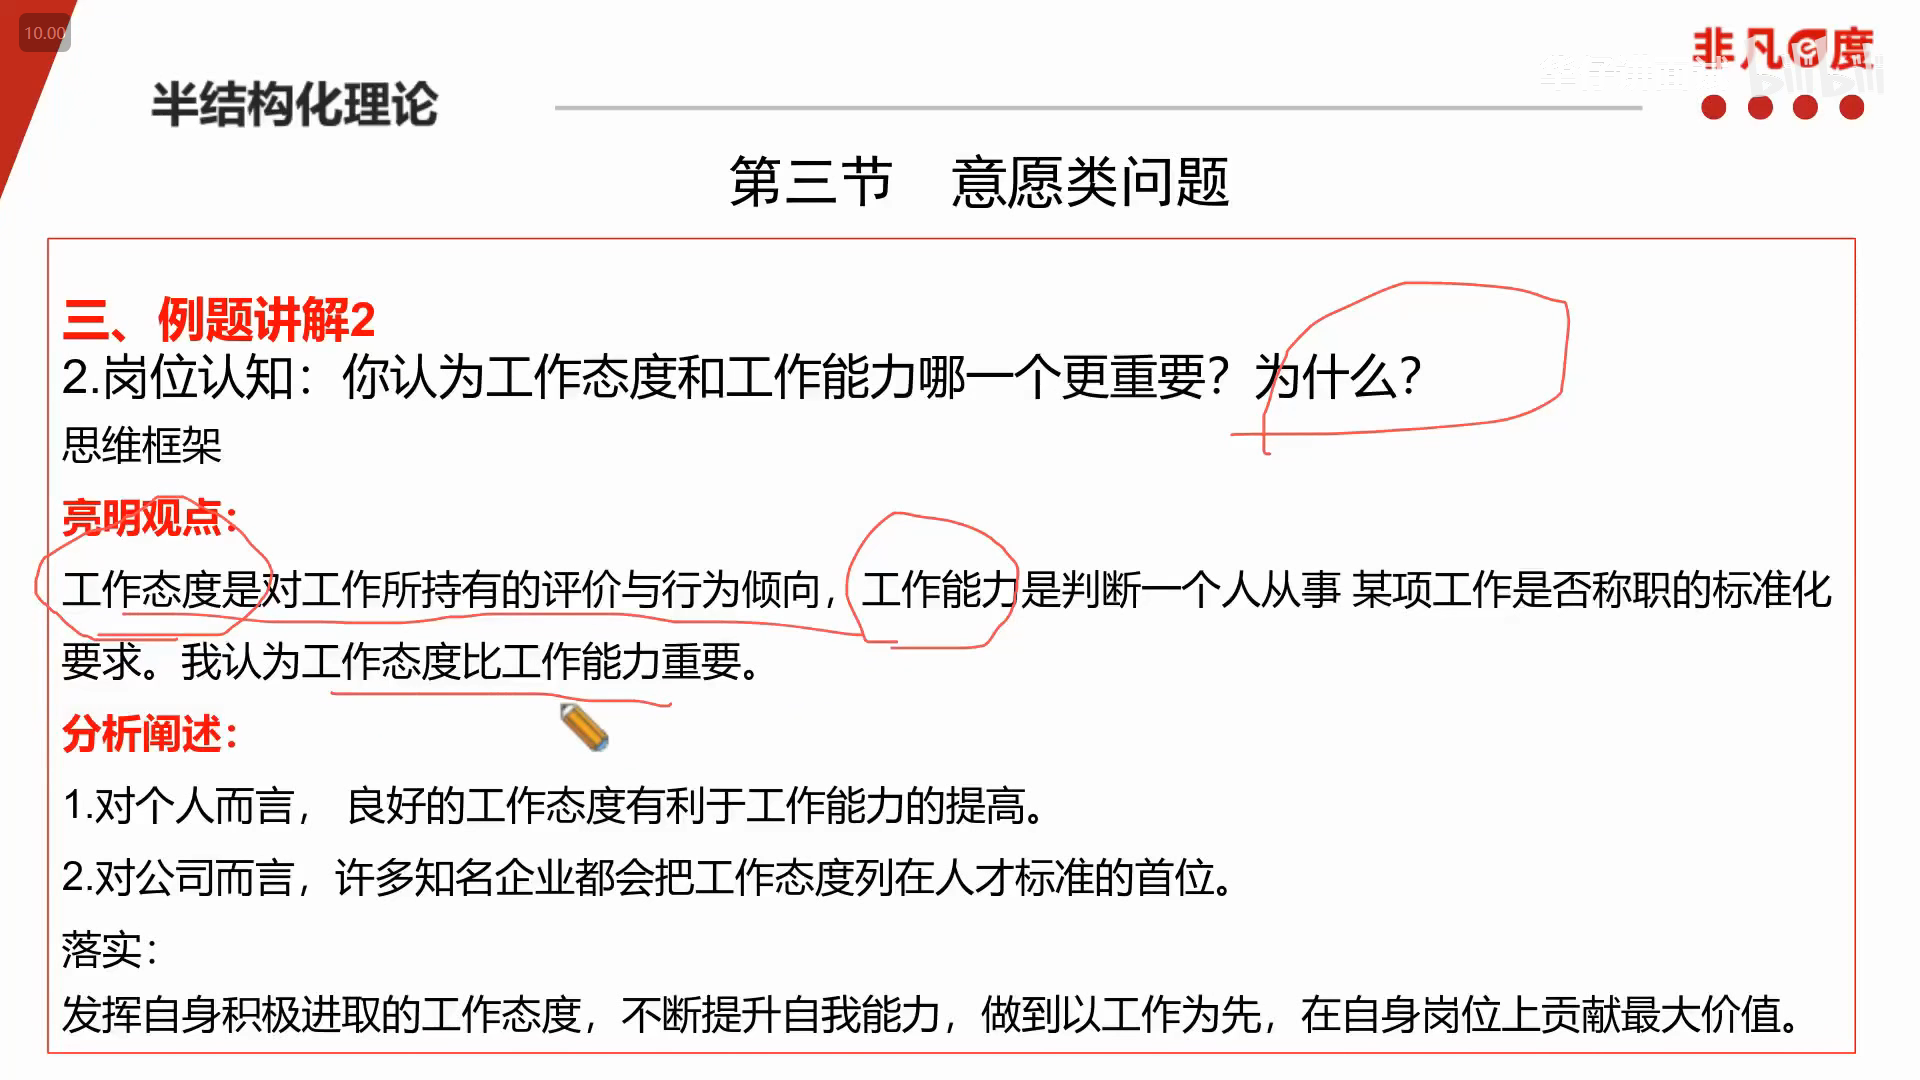 10.00
非凡e度
半结构化理论
bilibili
第三节 意愿类问题
三、例题讲解2
2.岗位认知：你认为工作态度和工作能力哪一个更重要？为什么？
思维框架
亮明观点：
工作态度是对工作所持有的评价与行为倾向，工作能力是判断一个人从事 某项工作是否称职的标准化
要求。我认为工作态度比工作能力重要。
分析阐述：
1.对个人而言， 良好的工作态度有利于工作能力的提高。
2.对公司而言，许多知名企业都会把工作态度列在人才标准的首位。
落实：
发挥自身积极进取的工作态度，不断提升自我能力，做到以工作为先，在自身岗位上贡献最大价值。